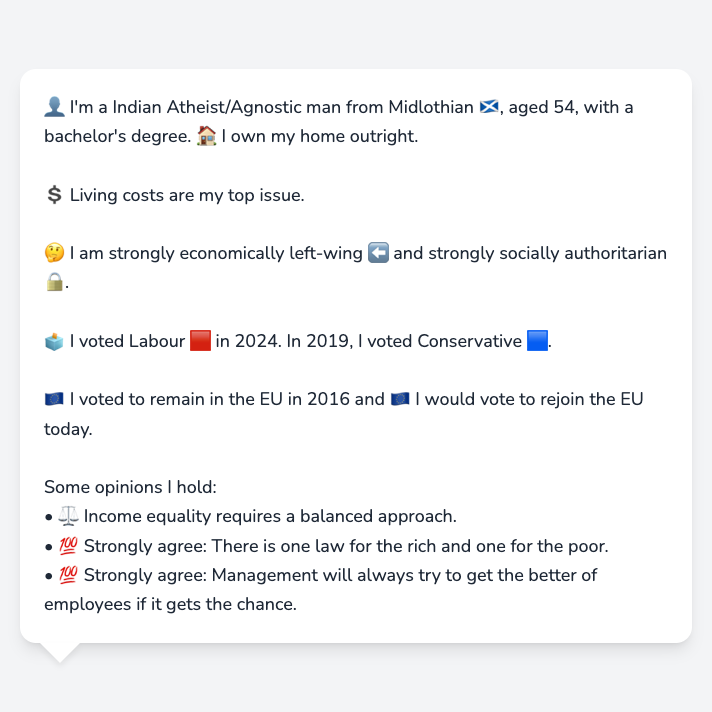 👤 I'm a Indian Atheist/Agnostic man from Midlothian 🏴󠁧󠁢󠁳󠁣󠁴󠁿, aged 54, with a
bachelor's degree. 🏠 I own my home outright.
💲 Living costs are my top issue.
🤔 I am strongly economically left-wing ⬅️ and strongly socially authoritarian
🔒.
🗳️ I voted Labour 🟥 in 2024. In 2019, I voted Conservative 🟦.
🇪🇺 I voted to remain in the EU in 2016 and 🇪🇺 I would vote to rejoin the EU
today.
Some opinions I hold:
• ⚖️ Income equality requires a balanced approach.
• 💯 Strongly agree: There is one law for the rich and one for the poor.
• 💯 Strongly agree: Management will always try to get the better of
employees if it gets the chance.